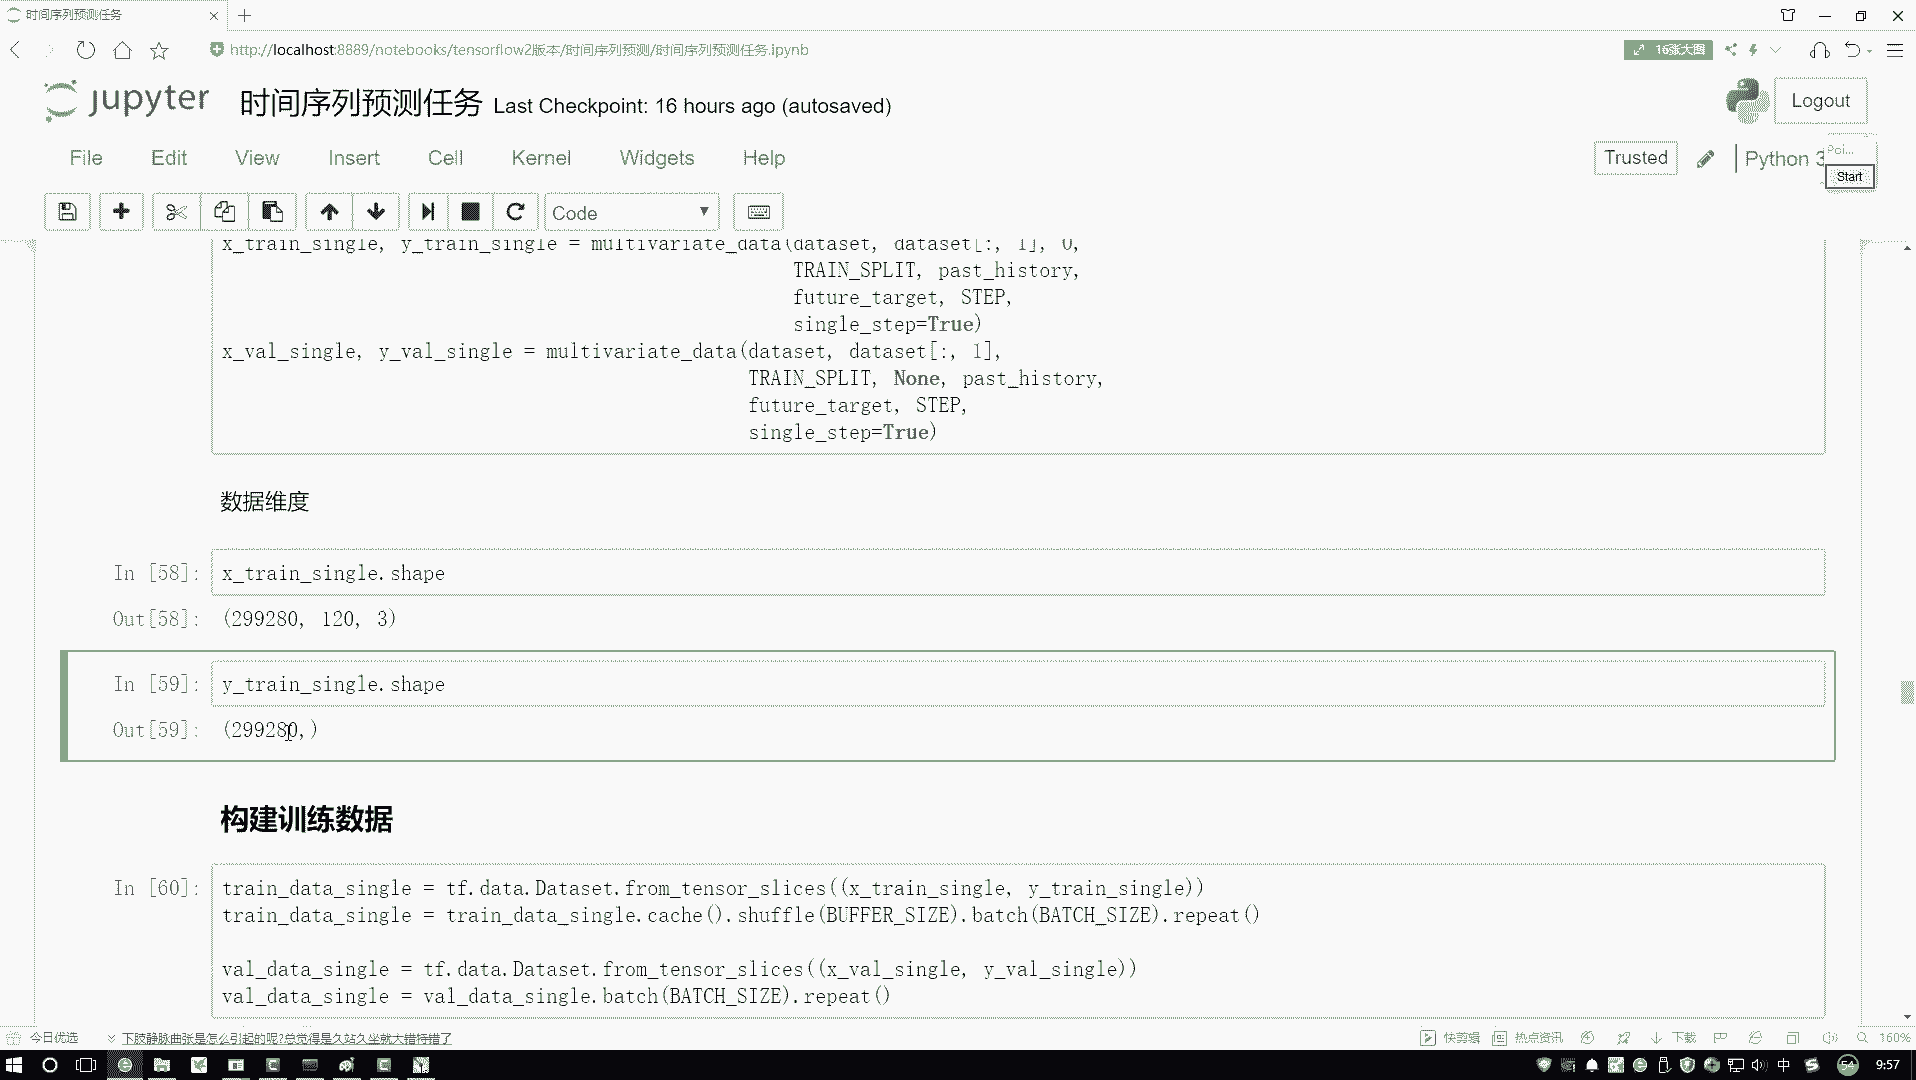 时间序列预测任务
http://localhost:8889/notebooks/tensorflow2版本/时间序列预测/时间序列预测任务.ipynb
16张大图
jupyter 时间序列预测任务 Last Checkpoint: 16 hours ago (autosaved)
Logout
File Edit View Insert Cell Kernel Widgets Help
Trusted
Python 3
Poi...
Start
Code
x_train_single, y_train_single = multivariate_data(dataset, dataset[:, 1], 0,
TRAIN_SPLIT, past_history,
future_target, STEP,
single_step=True)
x_val_single, y_val_single = multivariate_data(dataset, dataset[:, 1],
TRAIN_SPLIT, None, past_history,
future_target, STEP,
single_step=True)
数据维度
In [58]: x_train_single.shape
Out[58]: (299280, 120, 3)
In [59]: y_train_single.shape
Out[59]: (299280,)
构建训练数据
In [60]: train_data_single = tf.data.Dataset.from_tensor_slices((x_train_single, y_train_single))
train_data_single = train_data_single.cache().shuffle(BUFFER_SIZE).batch(BATCH_SIZE).repeat()
val_data_single = tf.data.Dataset.from_tensor_slices((x_val_single, y_val_single))
val_data_single = val_data_single.batch(BATCH_SIZE).repeat()
今日优选 下肢静脉曲张是怎么引起的呢?总觉得是久站久坐就大错特错了
快剪辑 热点资讯 下载 160%
中 54 9:57